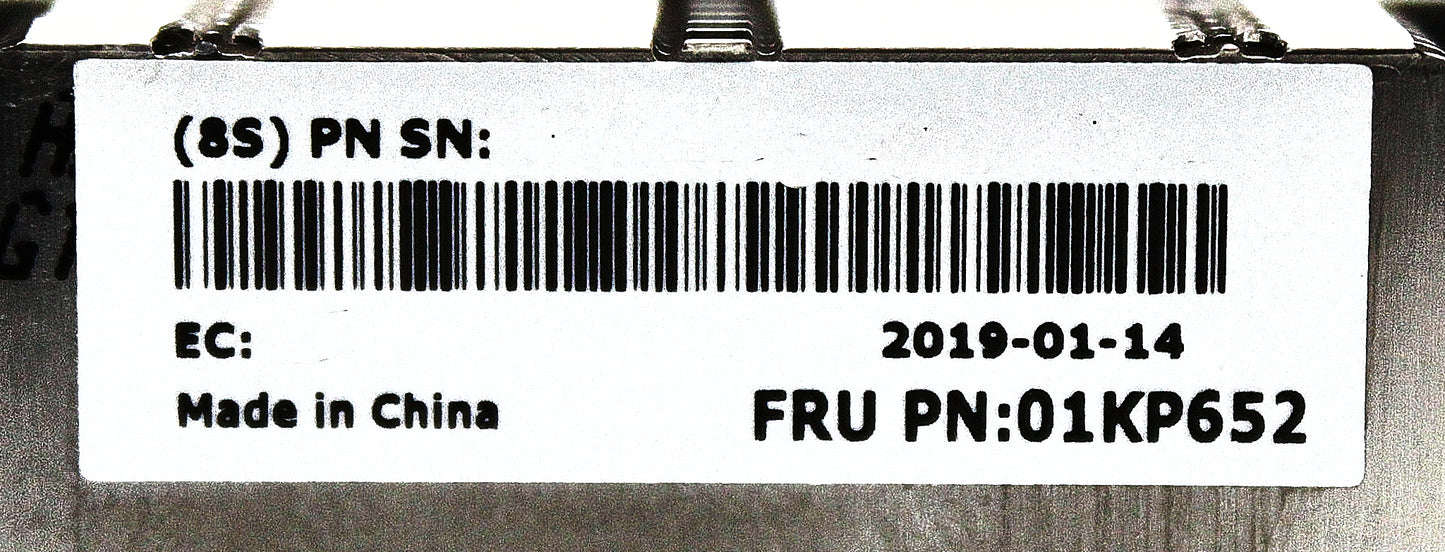 (8S) PN SN:
EC:
2019-01-14
Made in China
FRU PN:01KP652